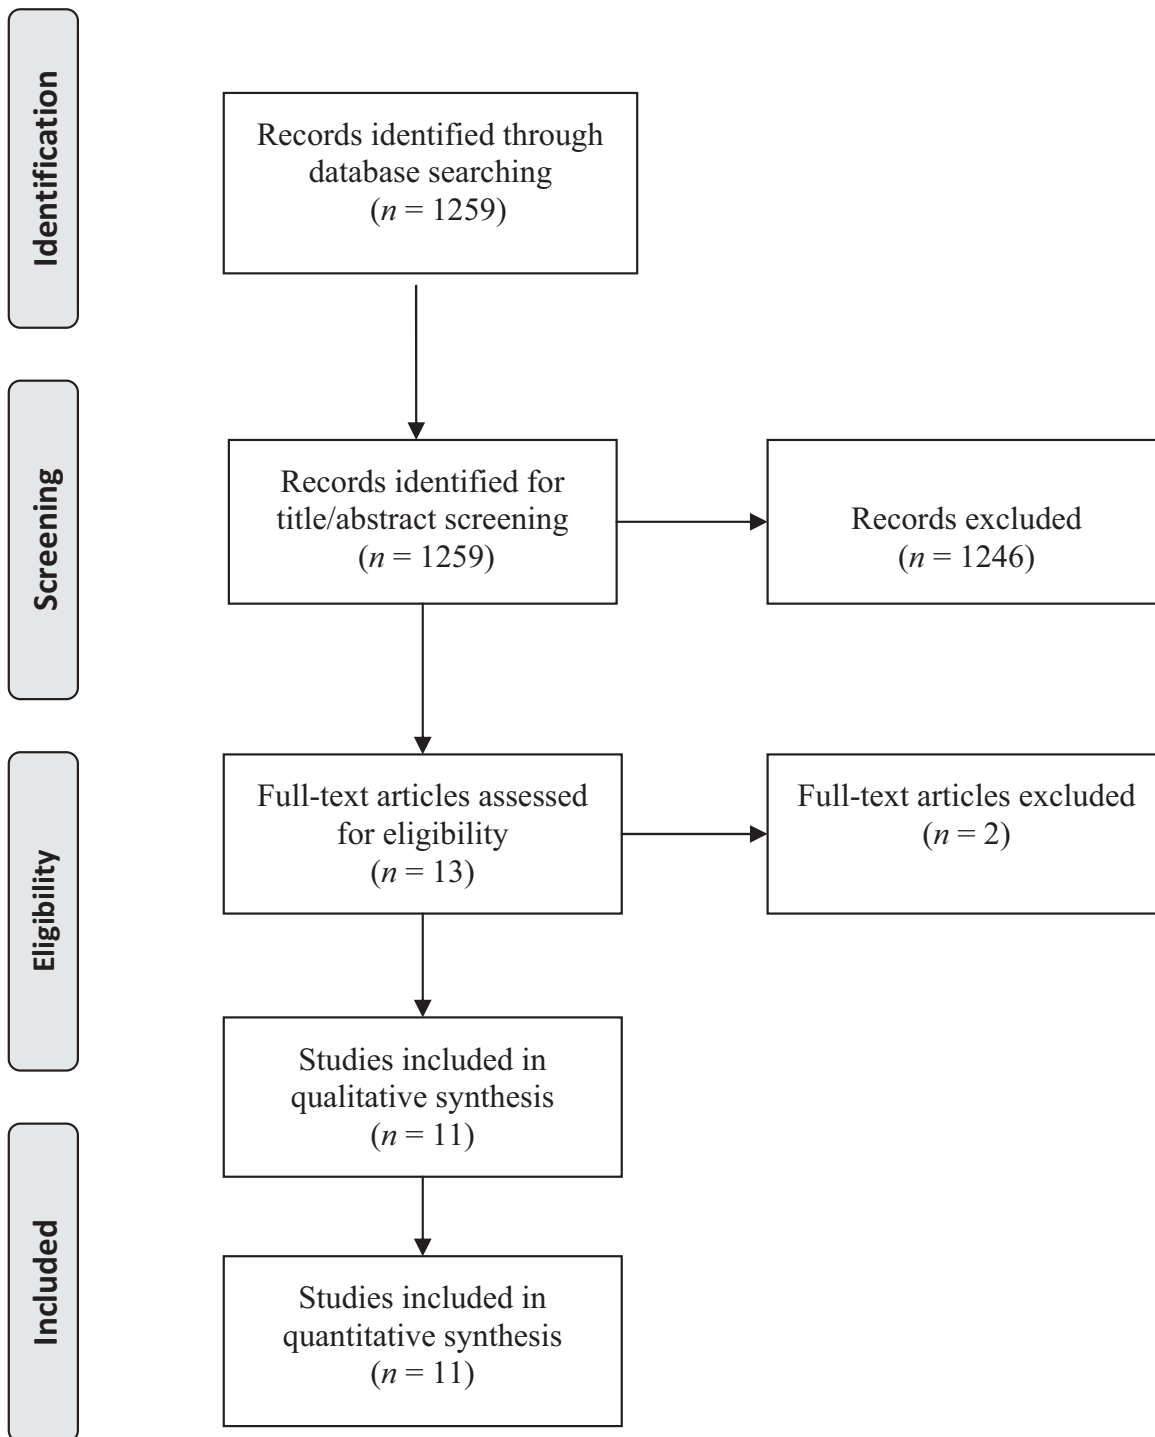 Identification
Records identified through
database searching
(n = 1259)
Screening
Records identified for
title/abstract screening
(n = 1259)
Records excluded
(n = 1246)
Eligibility
Full-text articles assessed
for eligibility
(n = 13)
Full-text articles excluded
(n = 2)
Studies included in
qualitative synthesis
(n = 11)
Included
Studies included in
quantitative synthesis
(n = 11)